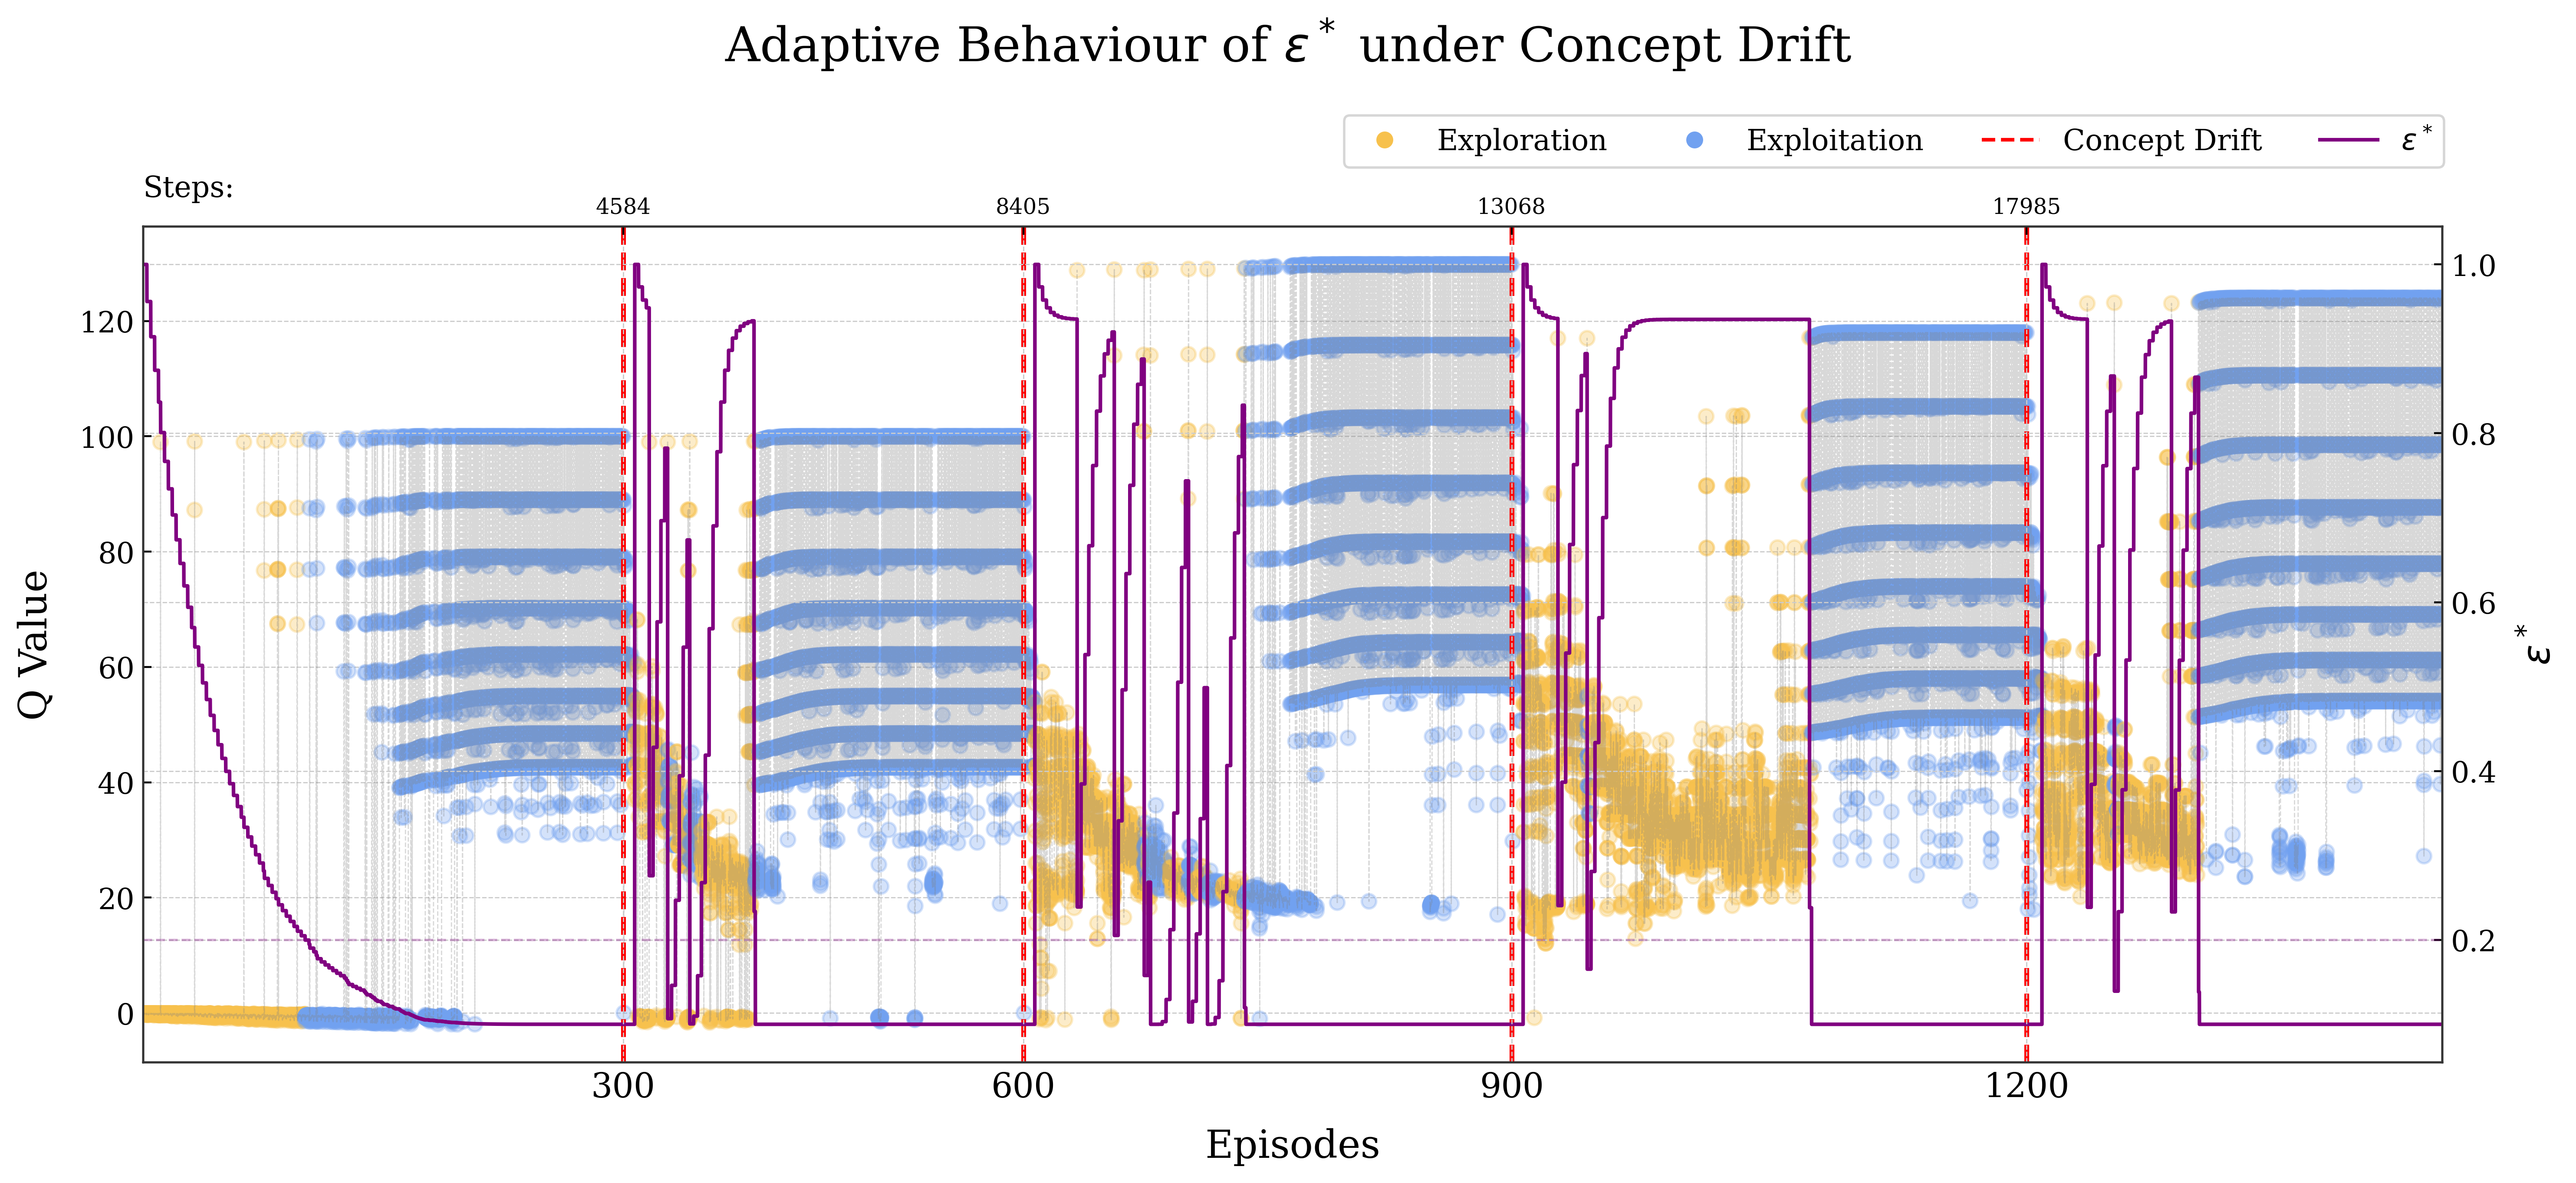 Adaptive Behaviour of ε* under Concept Drift
Exploration Exploitation Concept Drift ε*
Steps:
4584 8405 13068 17985
Q Value
120
100
80
60
40
20
0
1.0
0.8
0.6
0.4
0.2
ε*
300 600 900 1200
Episodes